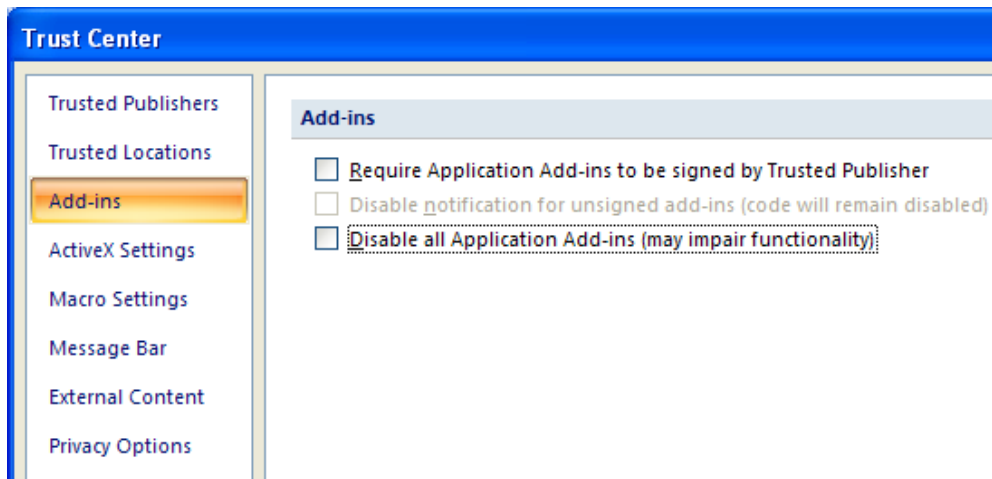 Trust Center
Trusted Publishers
Trusted Locations
Add-ins
ActiveX Settings
Macro Settings
Message Bar
External Content
Privacy Options
Add-ins
Require Application Add-ins to be signed by Trusted Publisher
Disable notification for unsigned add-ins (code will remain disabled)
Disable all Application Add-ins (may impair functionality)